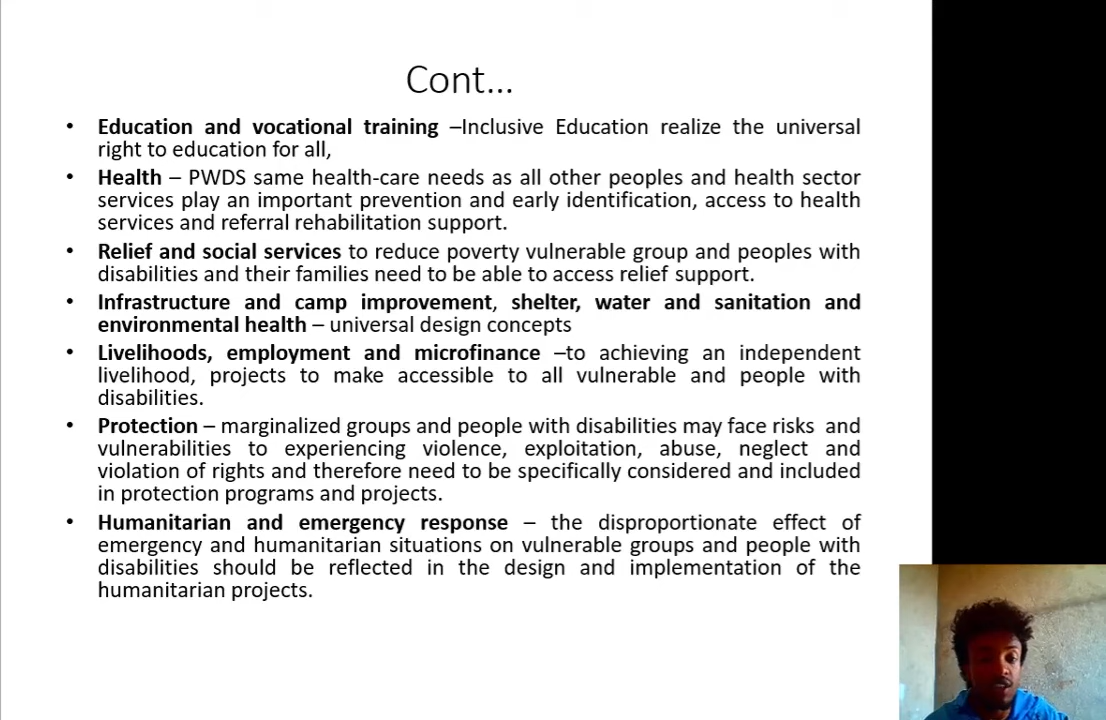 Cont...
• Education and vocational training –Inclusive Education realize the universal
right to education for all,
• Health – PWDS same health-care needs as all other peoples and health sector
services play an important prevention and early identification, access to health
services and referral rehabilitation support.
• Relief and social services to reduce poverty vulnerable group and peoples with
disabilities and their families need to be able to access relief support.
• Infrastructure and camp improvement, shelter, water and sanitation and
environmental health – universal design concepts
• Livelihoods, employment and microfinance –to achieving an independent
livelihood, projects to make accessible to all vulnerable and people with
disabilities.
• Protection – marginalized groups and people with disabilities may face risks and
vulnerabilities to experiencing violence, exploitation, abuse, neglect and
violation of rights and therefore need to be specifically considered and included
in protection programs and projects.
• Humanitarian and emergency response – the disproportionate effect of
emergency and humanitarian situations on vulnerable groups and people with
disabilities should be reflected in the design and implementation of the
humanitarian projects.